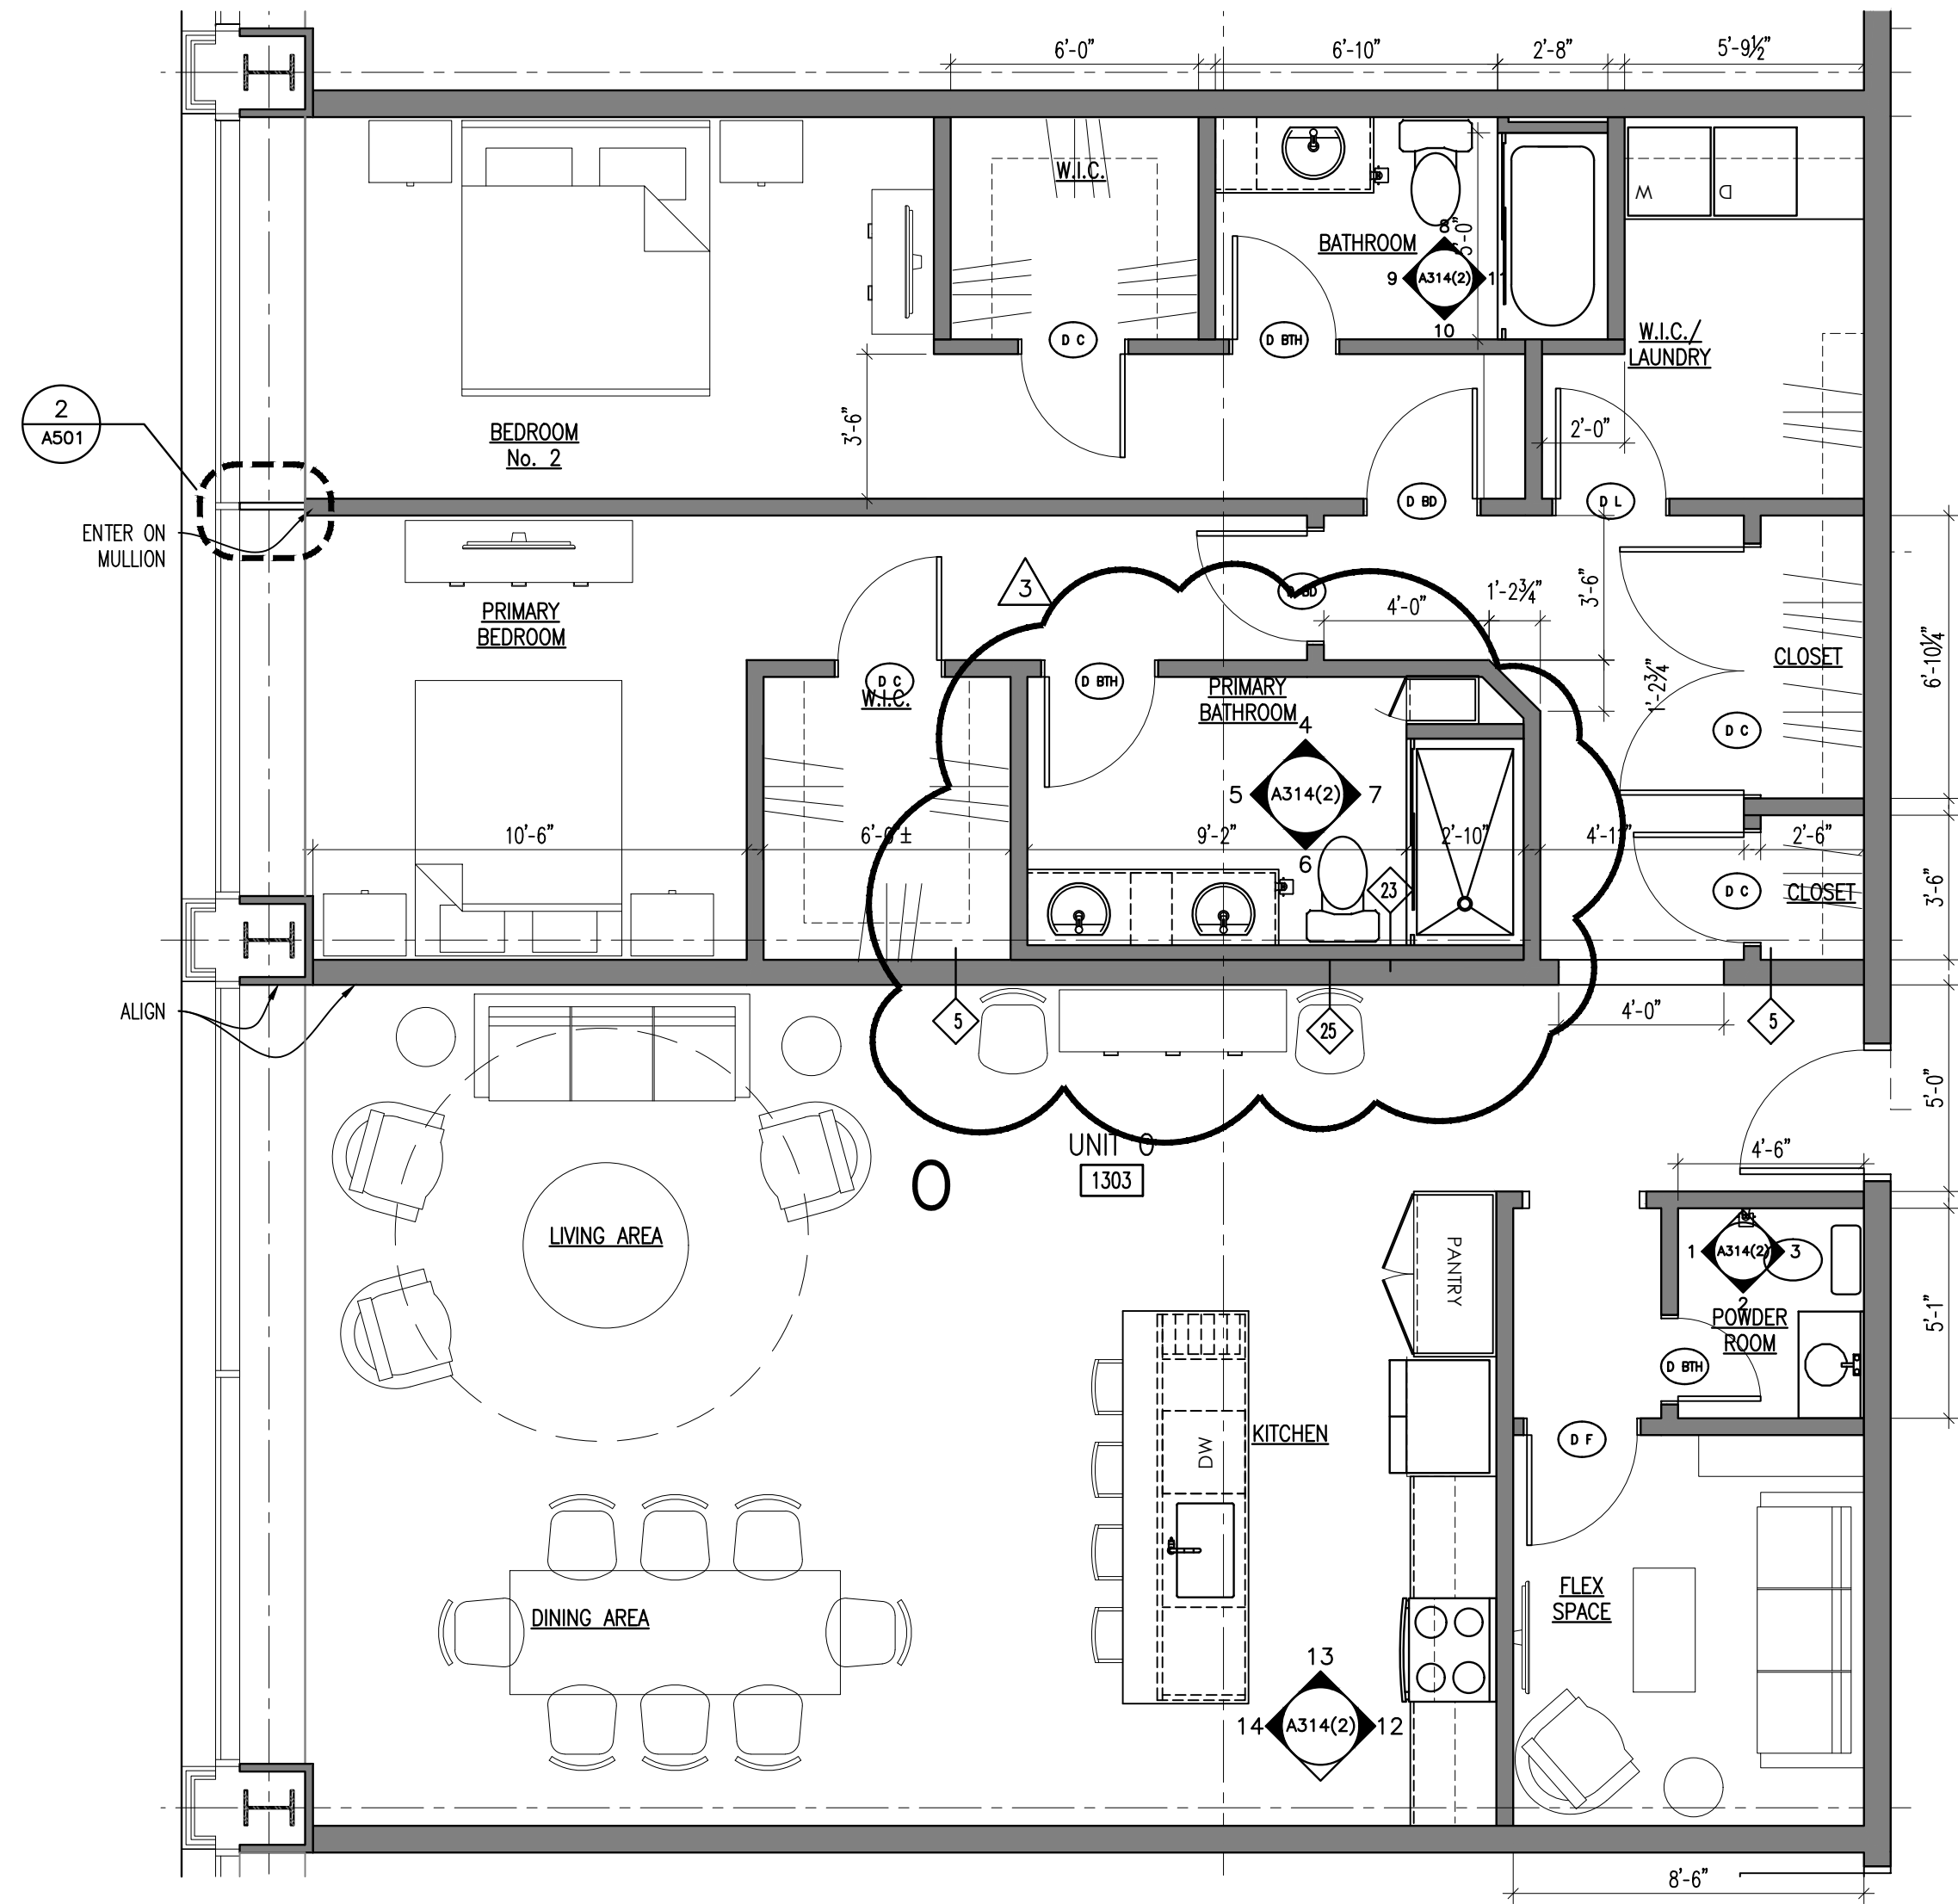 6'-0"
6'-10"
2'-8"
5'-9½"
W.I.C.
W
D
BATHROOM
8
9
A314(2)
10
D C
D BTH
W.I.C./
LAUNDRY
2
A501
BEDROOM
No. 2
3'-6"
2'-0"
D BD
D L
ENTER ON
MULLION
3
PRIMARY
BEDROOM
4'-0"
1'-2¾"
3'-6"
CLOSET
6'-10¼"
D C
W.I.C.
D BTH
PRIMARY
BATHROOM
1'-2¾"
4
5
A314(2)
7
6
D C
10'-6"
9'-2"
2'-10"
2'-6"
23
D C
CLOSET
3'-6"
ALIGN
5
25
4'-0"
5
5'-0"
UNIT O
1303
O
4'-6"
LIVING AREA
PANTRY
1
A314(2)
3
2
POWDER
ROOM
5'-1"
D BTH
KITCHEN
DW
D F
FLEX
SPACE
DINING AREA
13
14
A314(2)
12
8'-6"